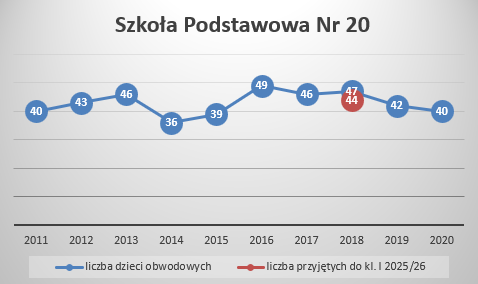 Szkoła Podstawowa Nr 20
40 43 46 36 39 49 46 47 42 40
44
2011 2012 2013 2014 2015 2016 2017 2018 2019 2020
liczba dzieci obwodowych liczba przyjętych do kl. I 2025/26